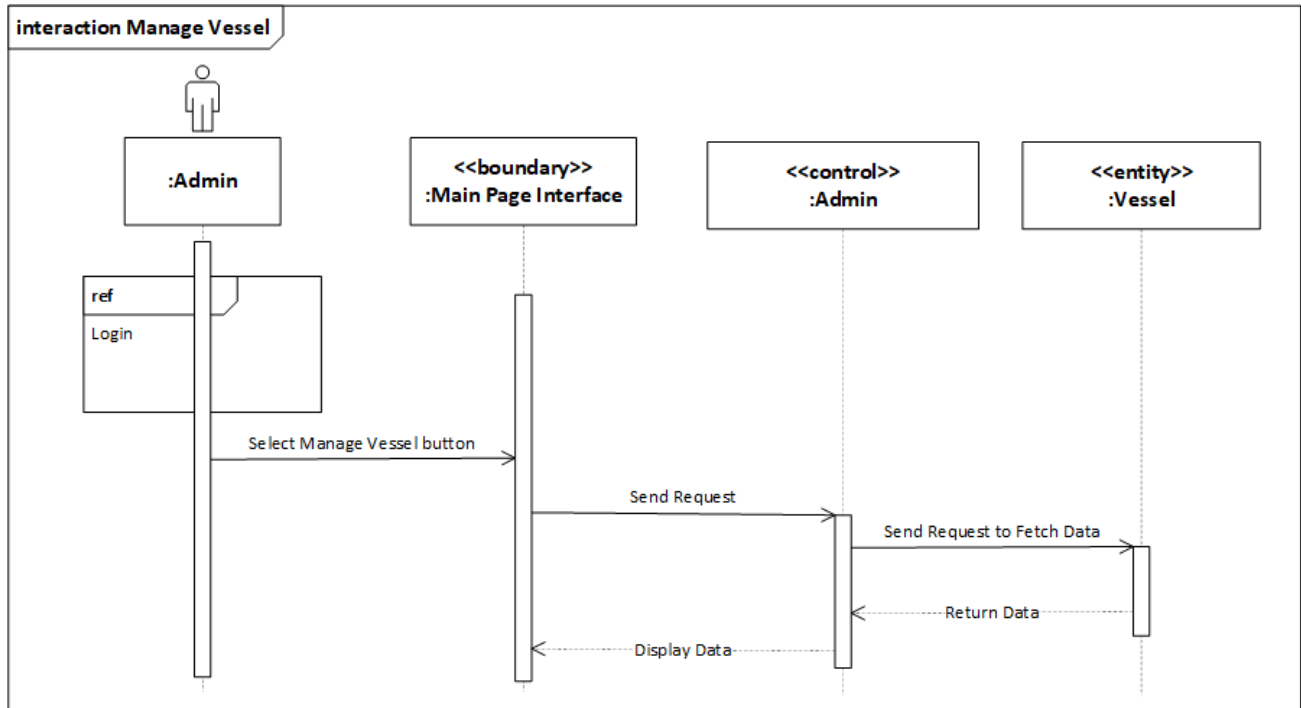 interaction Manage Vessel
:Admin
<<boundary>>
:Main Page Interface
<<control>>
:Admin
<<entity>>
:Vessel
ref
Login
Select Manage Vessel button
Send Request
Send Request to Fetch Data
Return Data
Display Data